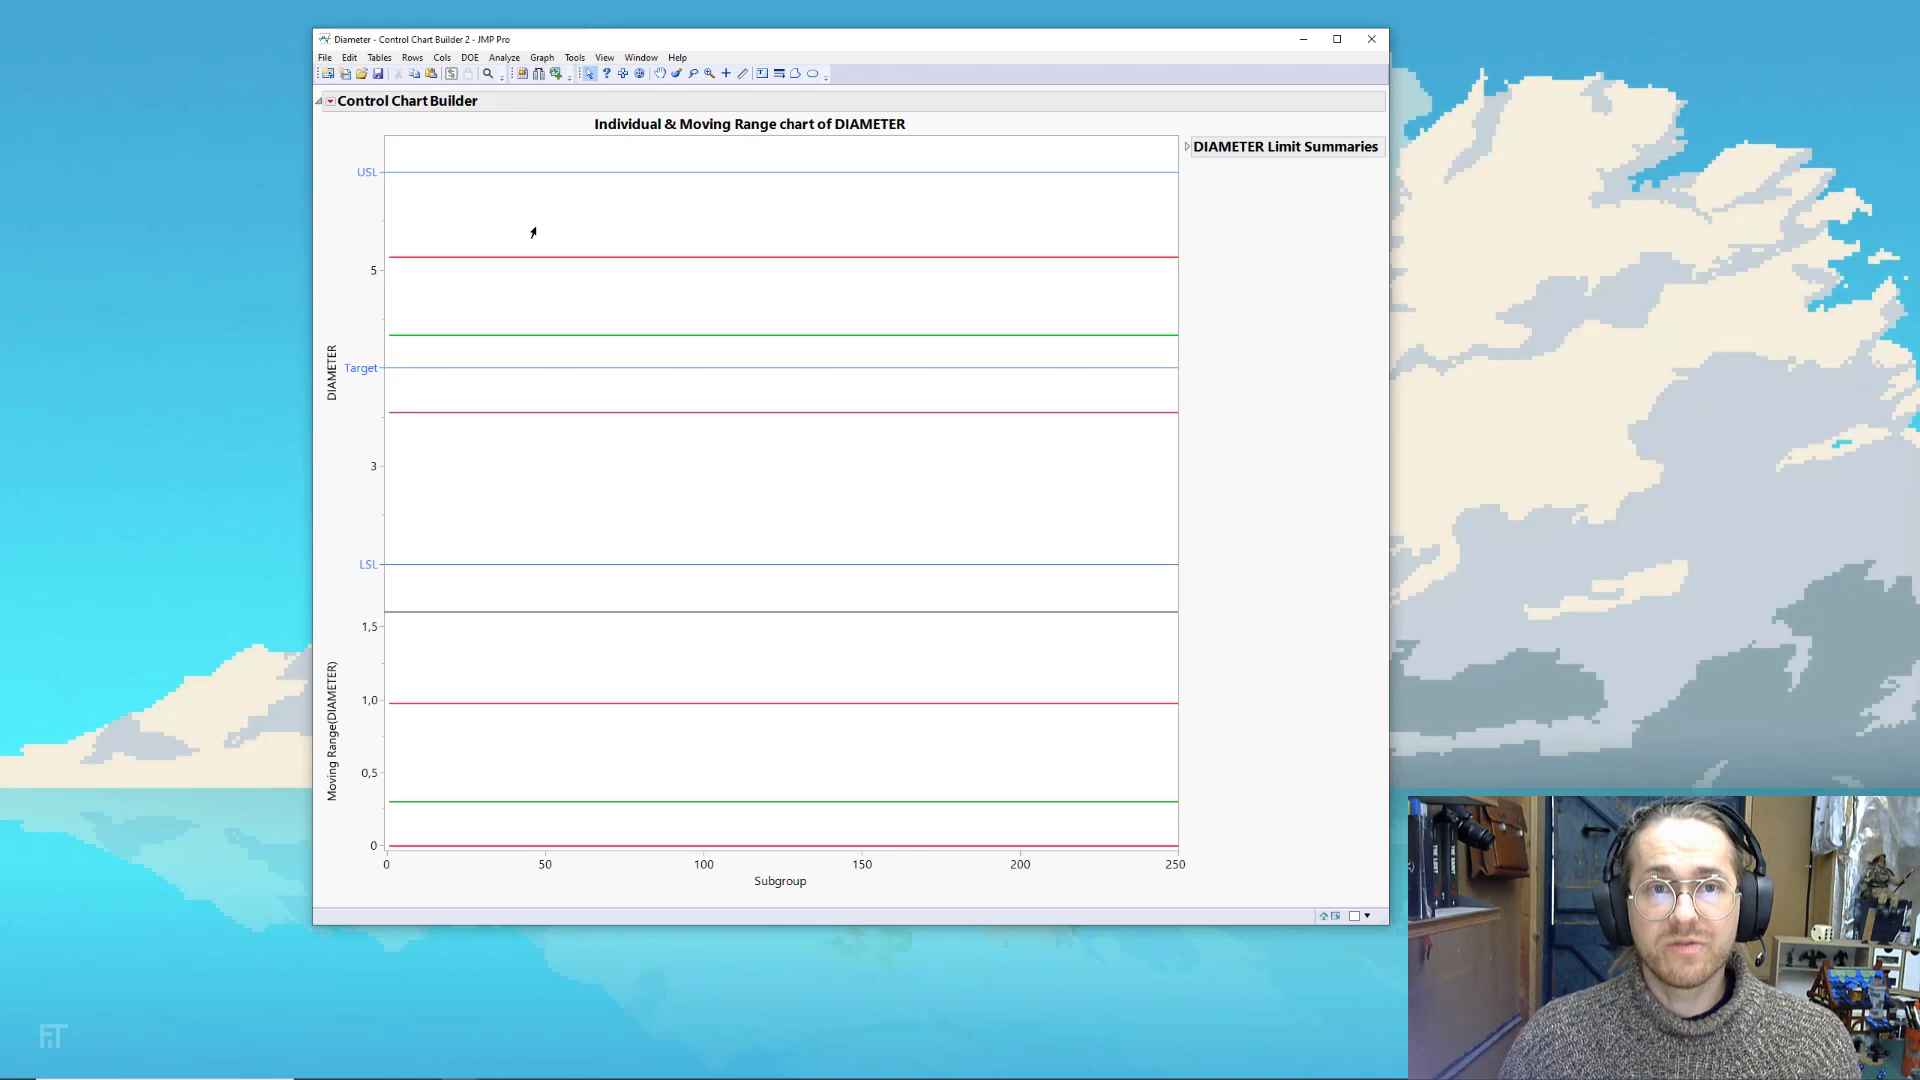 Diameter - Control Chart Builder 2 - JMP Pro
File Edit Tables Rows Cols DOE Analyze Graph Tools View Window Help
Control Chart Builder
Individual & Moving Range chart of DIAMETER
DIAMETER Limit Summaries
USL
5
Target
3
LSL
DIAMETER
1,5
1,0
0,5
0
Moving Range(DIAMETER)
0 50 100 150 200 250
Subgroup